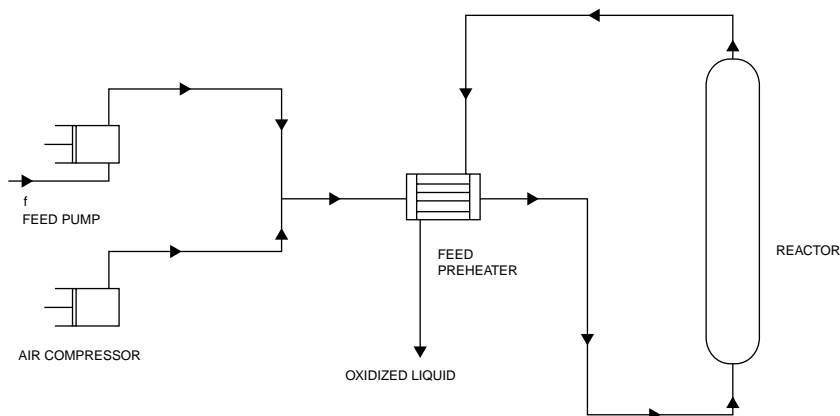 f
FEED PUMP
AIR COMPRESSOR
FEED
PREHEATER
OXIDIZED LIQUID
REACTOR